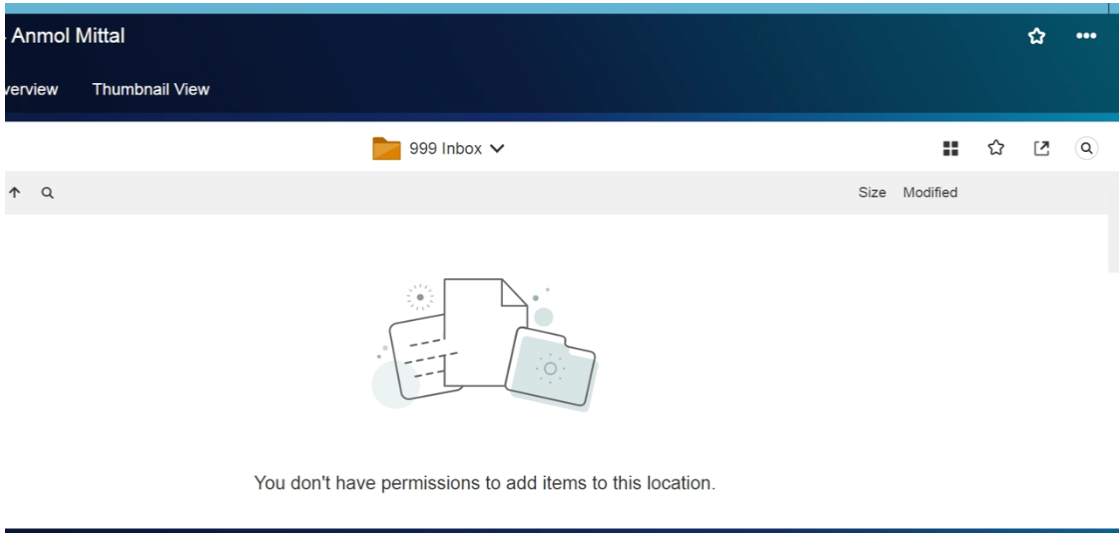 Anmol Mittal
verview Thumbnail View
999 Inbox
Size Modified
You don't have permissions to add items to this location.